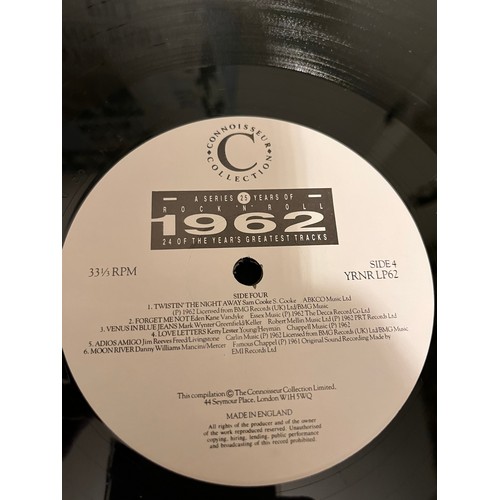 CONNOISSEUR
C
COLLECTION
A SERIES 25 YEARS OF
ROCK 'N' ROLL
1962
24 OF THE YEAR'S GREATEST TRACKS
33⅓ RPM
SIDE 4
YRNR LP62
SIDE FOUR
1. TWISTIN' THE NIGHT AWAY Sam Cooke S. Cooke ABKCO Music Ltd
(P) 1962 Licensed from BMG Records (UK) Ltd/BMG Music
2. FORGET ME NOT Eden Kane Vandyke Essex Music (P) 1962 The Decca Record Co Ltd
3. VENUS IN BLUE JEANS Mark Wynter Greenfield/Keller Robert Mellin Music Ltd (P) 1962 PRT Records Ltd
4. LOVE LETTERS Ketty Lester Young/Heyman Chappell Music (P) 1962
5. ADIOS AMIGO Jim Reeves Freed/Livingstone Carlin Music (P) 1962 Licensed from BMG Records (UK) Ltd/BMG Music
6. MOON RIVER Danny Williams Mancini/Mercer Famous Chappel (P) 1961 Original Sound Recording Made by
EMI Records Ltd
This compilation © The Connoisseur Collection Limited.
44 Seymour Place, London W1H 5WQ
MADE IN ENGLAND
All rights of the producer and of the owner
of the work reproduced reserved. Unauthorised
copying, hiring, lending, public performance
and broadcasting of this record prohibited.